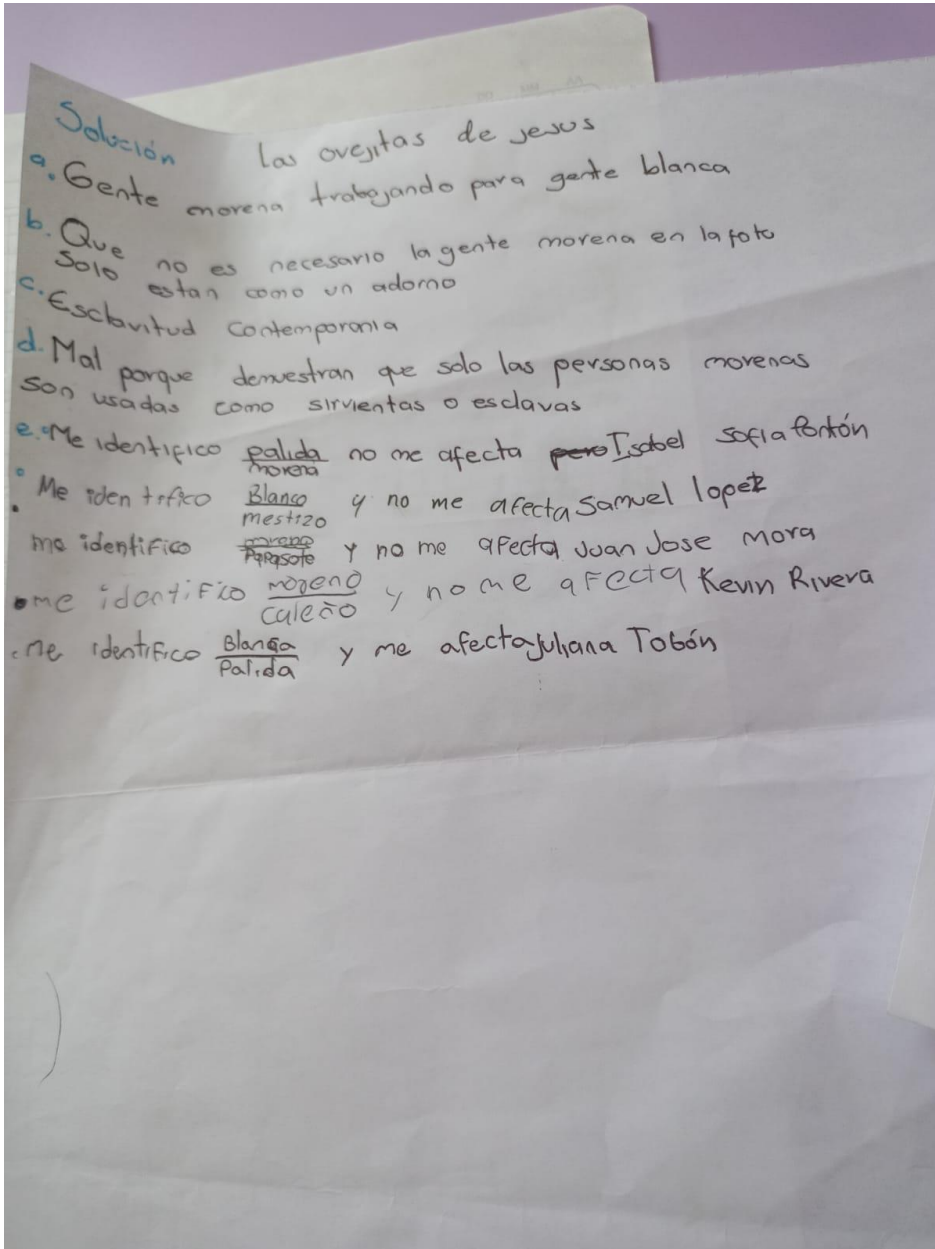 Solución Las ovejitas de jesus
a. Gente morena trabajando para gente blanca
b. Que no es necesario la gente morena en la foto
Solo estan como un adorno
c. Esclavitud Contemporania
d. Mal porque demuestran que solo las personas morenas
son usadas como sirvientas o esclavas
e. Me identifico palida/morena no me afecta pero Isabel Sofia Pontón
Me identifico Blanco/mestizo y no me afecta Samuel lopez
me identifico moreno/Papasote y no me afecta Juan Jose Mora
me identifico moreno/caleño y no me afecta Kevin Rivera
me identifico Blanca/Palida y me afecta Juliana Tobón